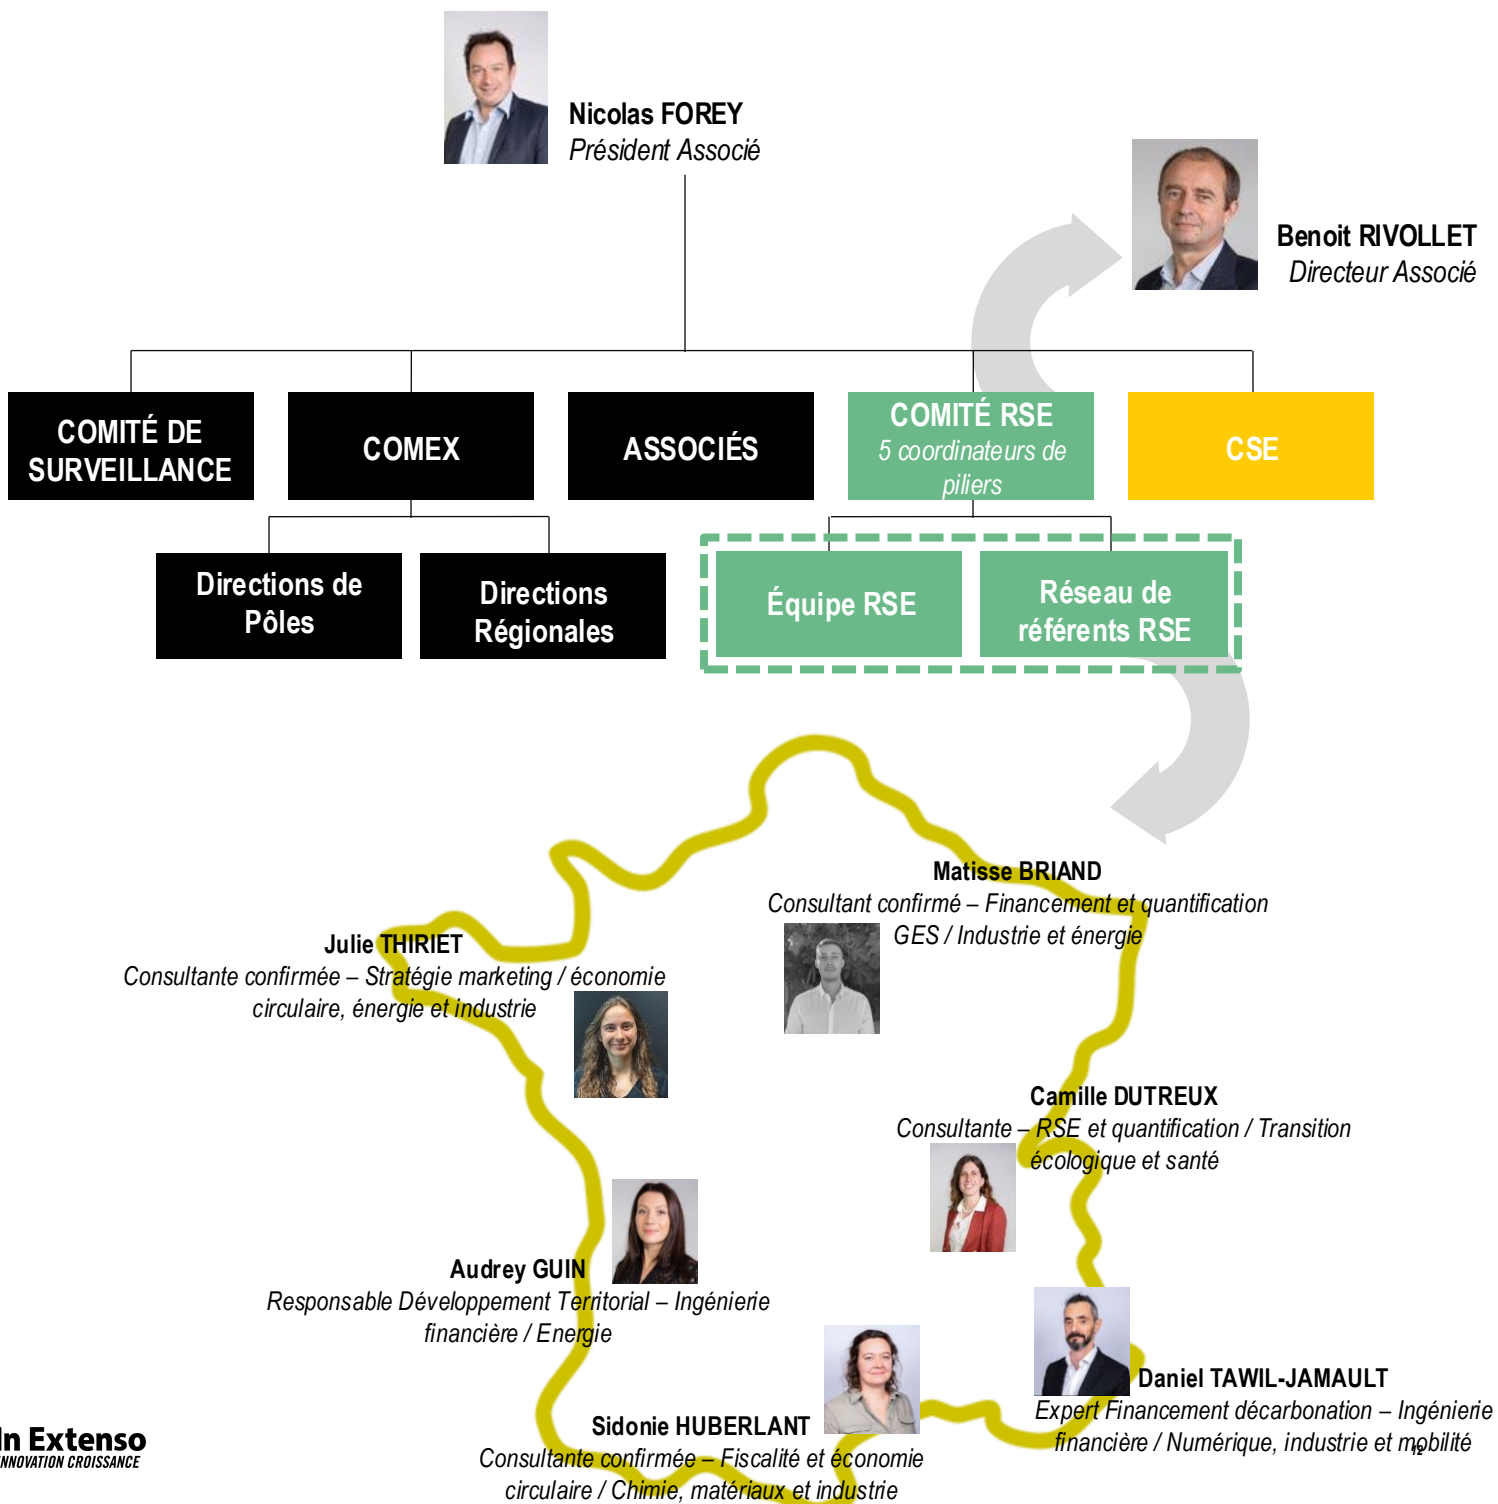 Nicolas FOREY
Président Associé
Benoit RIVOLLET
Directeur Associé
COMITÉ DE
SURVEILLANCE
COMEX
ASSOCIÉS
COMITÉ RSE
5 coordinateurs de
piliers
CSE
Directions de
Pôles
Directions
Régionales
Équipe RSE
Réseau de
référents RSE
Matisse BRIAND
Consultant confirmé – Financement et quantification
GES / Industrie et énergie
Julie THIRIET
Consultante confirmée – Stratégie marketing / économie
circulaire, énergie et industrie
Camille DUTREUX
Consultante – RSE et quantification / Transition
écologique et santé
Audrey GUIN
Responsable Développement Territorial – Ingénierie
financière / Energie
Daniel TAWIL-JAMAULT
Expert Financement décarbonation – Ingénierie
financière / Numérique, industrie et mobilité
Sidonie HUBERLANT
Consultante confirmée – Fiscalité et économie
circulaire / Chimie, matériaux et industrie
In Extenso
INNOVATION CROISSANCE
12